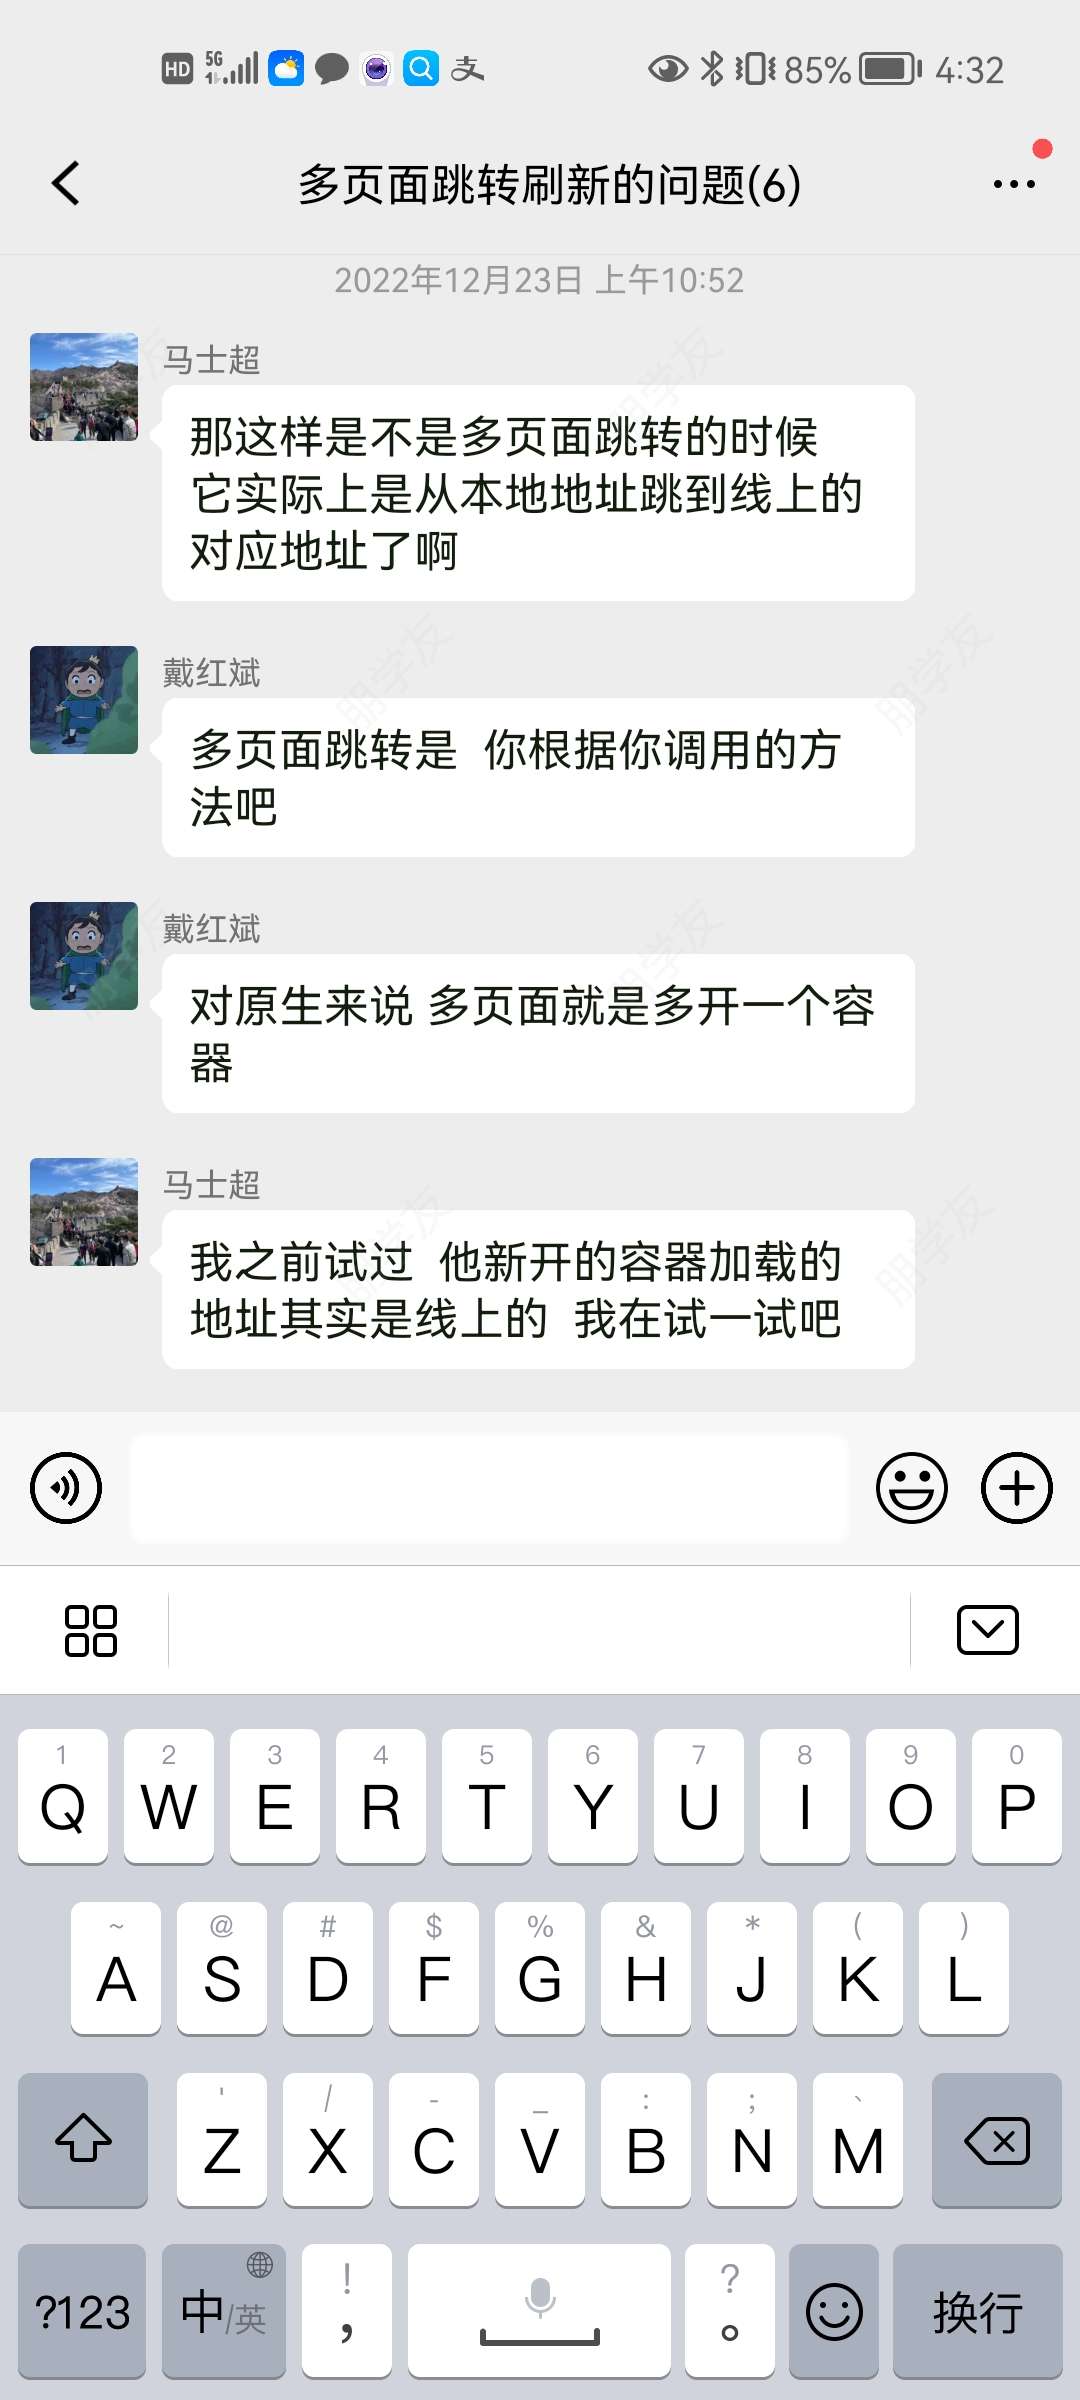 HD 5G 85% 4:32
多页面跳转刷新的问题(6)
2022年12月23日 上午10:52
马士超
那这样是不是多页面跳转的时候
它实际上是从本地地址跳到线上的
对应地址了啊
戴红斌
多页面跳转是 你根据你调用的方
法吧
戴红斌
对原生来说 多页面就是多开一个容
器
马士超
我之前试过 他新开的容器加载的
地址其实是线上的 我在试一试吧
朋学友
1 2 3 4 5 6 7 8 9 0
Q W E R T Y U I O P
~ @ # $ % & * ( )
A S D F G H J K L
' / - _ : ; 、
Z X C V B N M
?123 中/英 ! , ? 。 换行